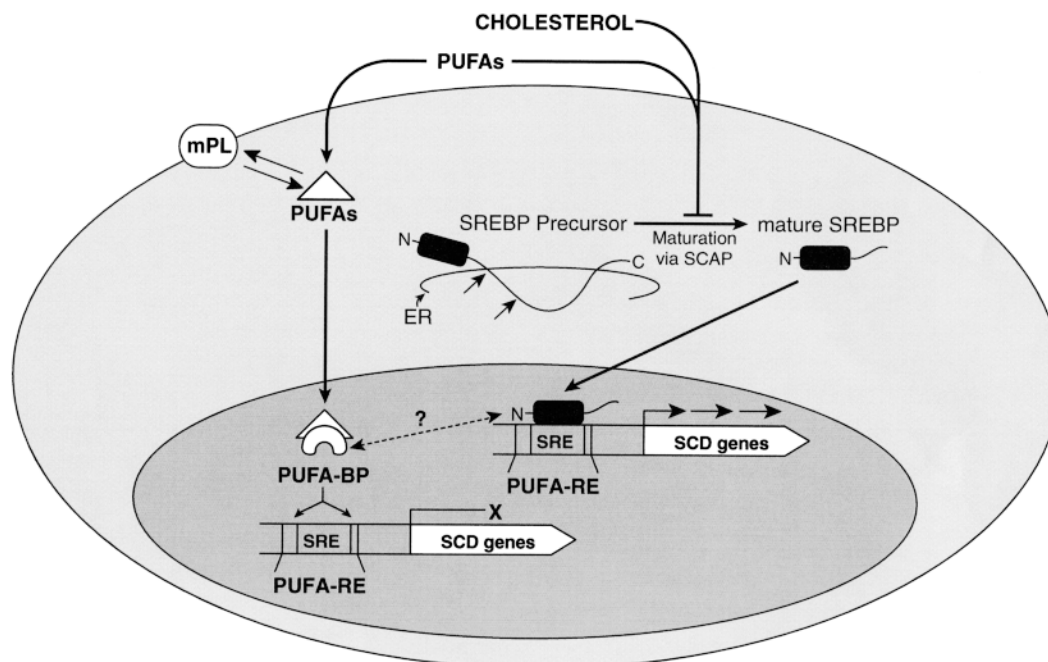 CHOLESTEROL
PUFAs
mPL
PUFAs
SREBP Precursor
mature SREBP
Maturation
via SCAP
N
C
N
ER
?
N
SRE
SCD genes
PUFA-BP
PUFA-RE
X
SRE
SCD genes
PUFA-RE